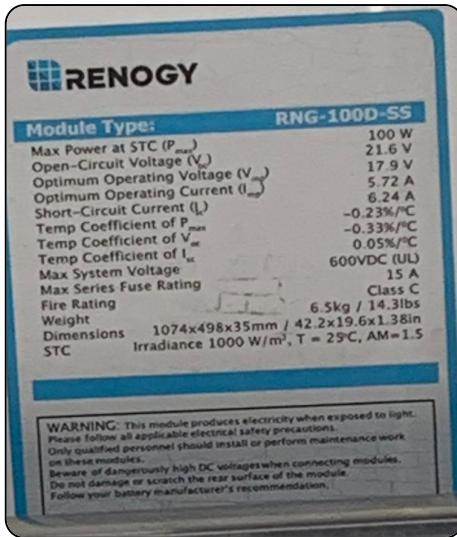 RENOGY
Module Type: RNG-100D-SS
Max Power at STC (Pmax) 100 W
Open-Circuit Voltage (Voc) 21.6 V
Optimum Operating Voltage (Vmp) 17.9 V
Optimum Operating Current (Imp) 5.72 A
Short-Circuit Current (Isc) 6.24 A
Temp Coefficient of Pmax -0.23%/°C
Temp Coefficient of Voc -0.33%/°C
Temp Coefficient of Isc 0.05%/°C
Max System Voltage 600VDC (UL)
Max Series Fuse Rating 15 A
Fire Rating Class C
Weight 6.5kg / 14.3lbs
Dimensions 1074x498x35mm / 42.2x19.6x1.38in
STC Irradiance 1000 W/m², T = 25°C, AM=1.5
WARNING: This module produces electricity when exposed to light.
Please follow all applicable electrical safety precautions.
Only qualified personnel should install or perform maintenance work
on these modules.
Beware of dangerously high DC voltages when connecting modules.
Do not damage or scratch the rear surface of the module.
Follow your battery manufacturer's recommendation.